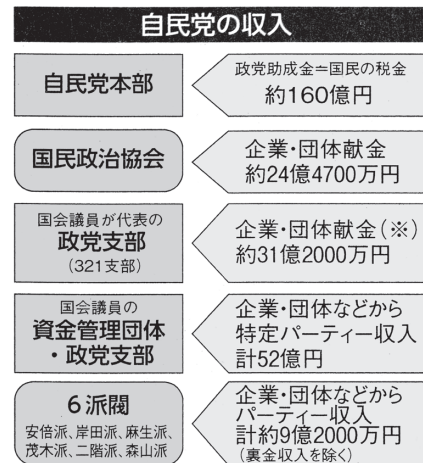 自民党の収入
自民党本部
政党助成金=国民の税金
約160億円
国民政治協会
企業・団体献金
約24億4700万円
国会議員が代表の
政党支部
(321支部)
企業・団体献金(※)
約31億2000万円
国会議員の
資金管理団体
・政党支部
企業・団体などから
特定パーティー収入
計52億円
6派閥
安倍派、岸田派、麻生派、
茂木派、二階派、森山派
企業・団体などから
パーティー収入
計約9億2000万円
(裏金収入を除く)